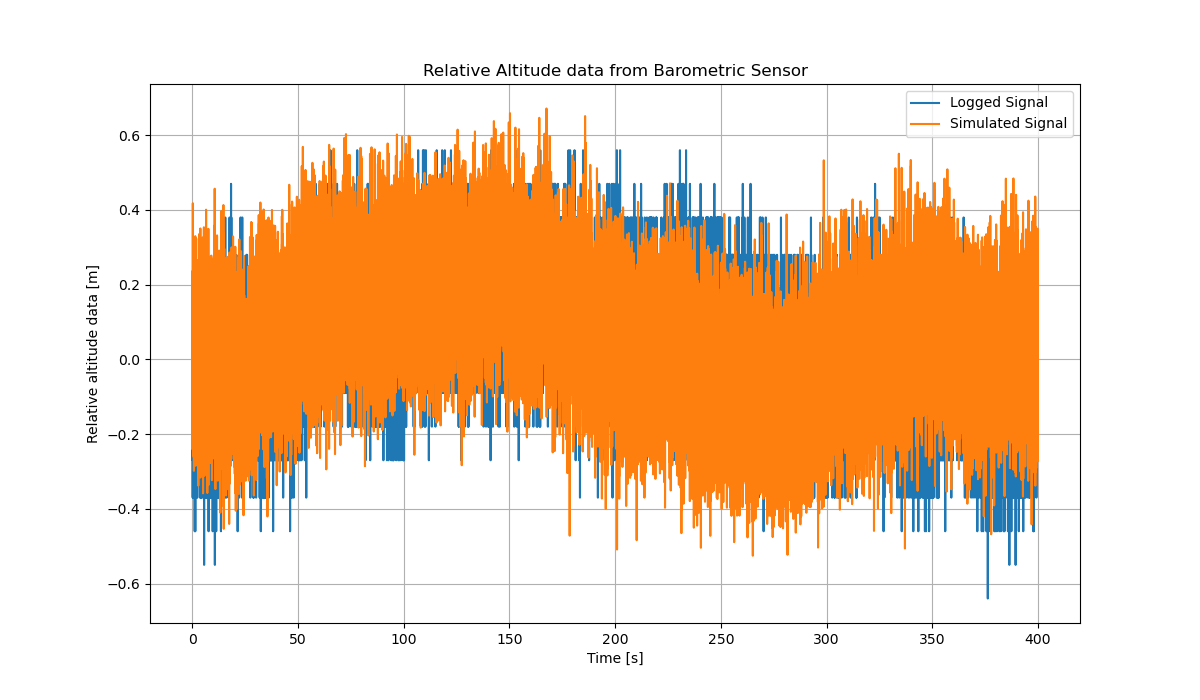 Relative Altitude data from Barometric Sensor
Logged Signal
Simulated Signal
Relative altitude data [m]
0.6
0.4
0.2
0.0
−0.2
−0.4
−0.6
0 50 100 150 200 250 300 350 400
Time [s]